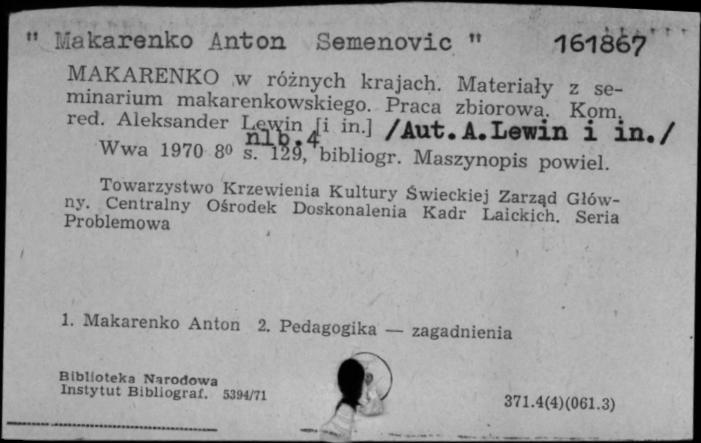 " Makarenko Anton Semenovic " 161867
MAKARENKO w różnych krajach. Materiały z se-
minarium makarenkowskiego. Praca zbiorowa. Kom.
red. Aleksander Lewin [i in.] /Aut. A. Lewin i in./
nlb. 4
Wwa 1970 8⁰ s. 129, bibliogr. Maszynopis powiel.
Towarzystwo Krzewienia Kultury Świeckiej Zarząd Głów-
ny. Centralny Ośrodek Doskonalenia Kadr Laickich. Seria
Problemowa
1. Makarenko Anton 2. Pedagogika — zagadnienia
Biblioteka Narodowa
Instytut Bibliograf. 5394/71
371.4(4)(061.3)